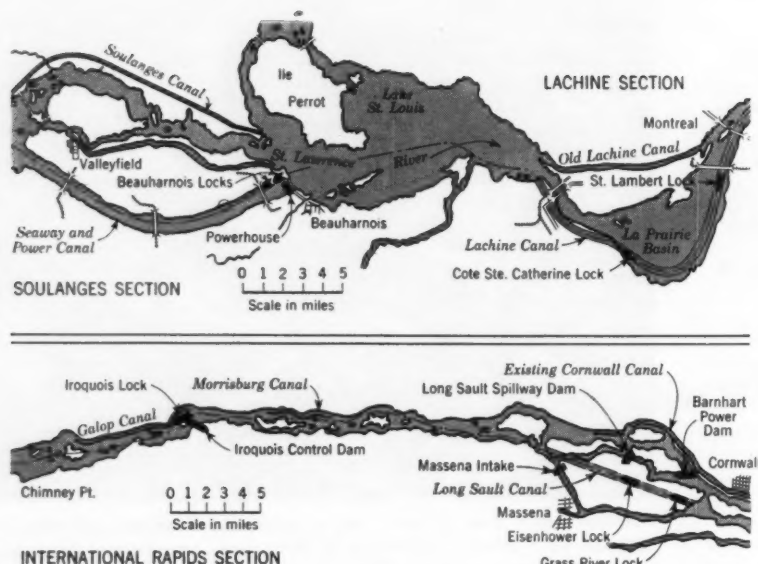 Soulanges Canal
Ile
Perrot
Lake
St. Louis
LACHINE SECTION
Montreal
Valleyfield
St. Lawrence
River
Old Lachine Canal
Beauharnois Locks
St. Lambert Lock
Seaway and
Power Canal
Powerhouse
Beauharnois
Lachine Canal
La Prairie
Basin
Cote Ste. Catherine Lock
0 1 2 3 4 5
Scale in miles
SOULANGES SECTION
Iroquois Lock
Morrisburg Canal
Existing Cornwall Canal
Long Sault Spillway Dam
Barnhart
Power
Dam
Galop Canal
Iroquois Control Dam
Cornwall
Massena Intake
Chimney Pt.
0 1 2 3 4 5
Scale in miles
Long Sault Canal
Massena
Eisenhower Lock
INTERNATIONAL RAPIDS SECTION
Grass River Lock